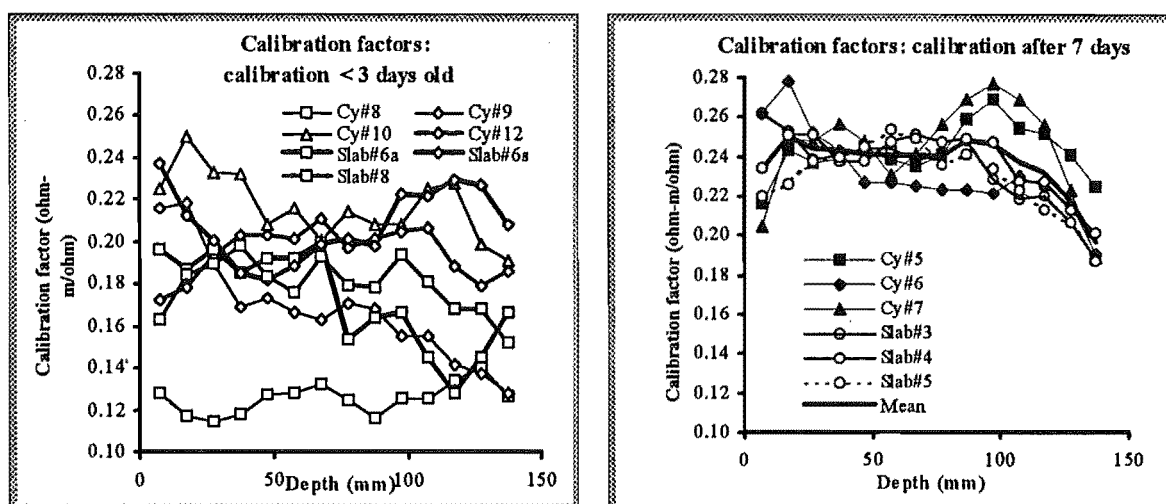 Calibration factors:
calibration < 3 days old
Cy#8
Cy#9
Cy#10
Cy#12
Slab#6a
Slab#6s
Slab#8
Calibration factor (ohm-
m/ohm)
0.28
0.26
0.24
0.22
0.20
0.18
0.16
0.14
0.12
0.10
0
50
100
150
Depth (mm)
Calibration factors: calibration after 7 days
Calibration factor (ohm-m/ohm)
0.28
0.26
0.24
0.22
0.20
0.18
0.16
0.14
0.12
0.10
Cy#5
Cy#6
Cy#7
Slab#3
Slab#4
Slab#5
Mean
0
50
100
150
Depth (mm)